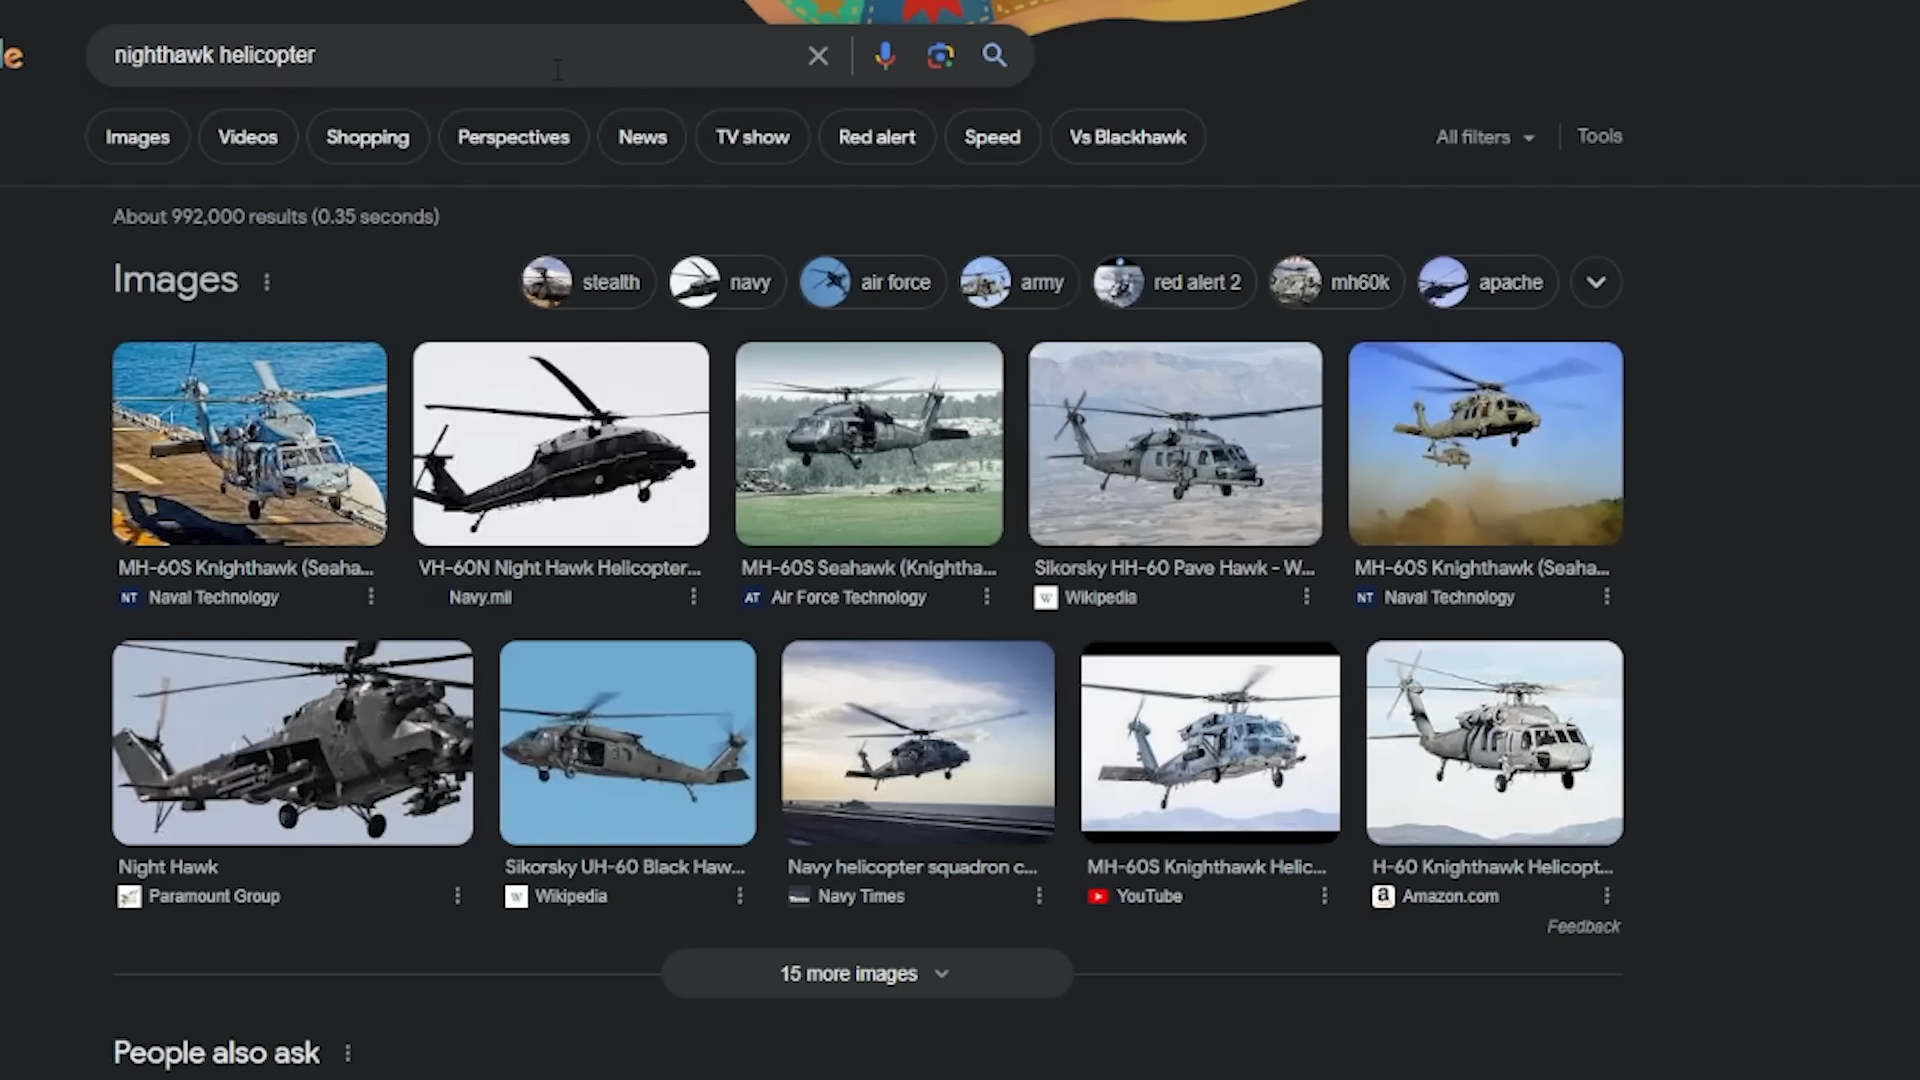 le
nighthawk helicopter
Images
Videos
Shopping
Perspectives
News
TV show
Red alert
Speed
Vs Blackhawk
All filters
Tools
About 992,000 results (0.35 seconds)
Images
stealth
navy
air force
army
red alert 2
mh60k
apache
MH-60S Knighthawk (Seaha...
NT Naval Technology
VH-60N Night Hawk Helicopter...
Navy.mil
MH-60S Seahawk (Knightha...
AT Air Force Technology
Sikorsky HH-60 Pave Hawk - W...
W Wikipedia
MH-60S Knighthawk (Seaha...
NT Naval Technology
Night Hawk
Paramount Group
Sikorsky UH-60 Black Haw...
W Wikipedia
Navy helicopter squadron c...
Navy Times
MH-60S Knighthawk Helic...
YouTube
H-60 Knighthawk Helicopt...
a Amazon.com
Feedback
15 more images
People also ask